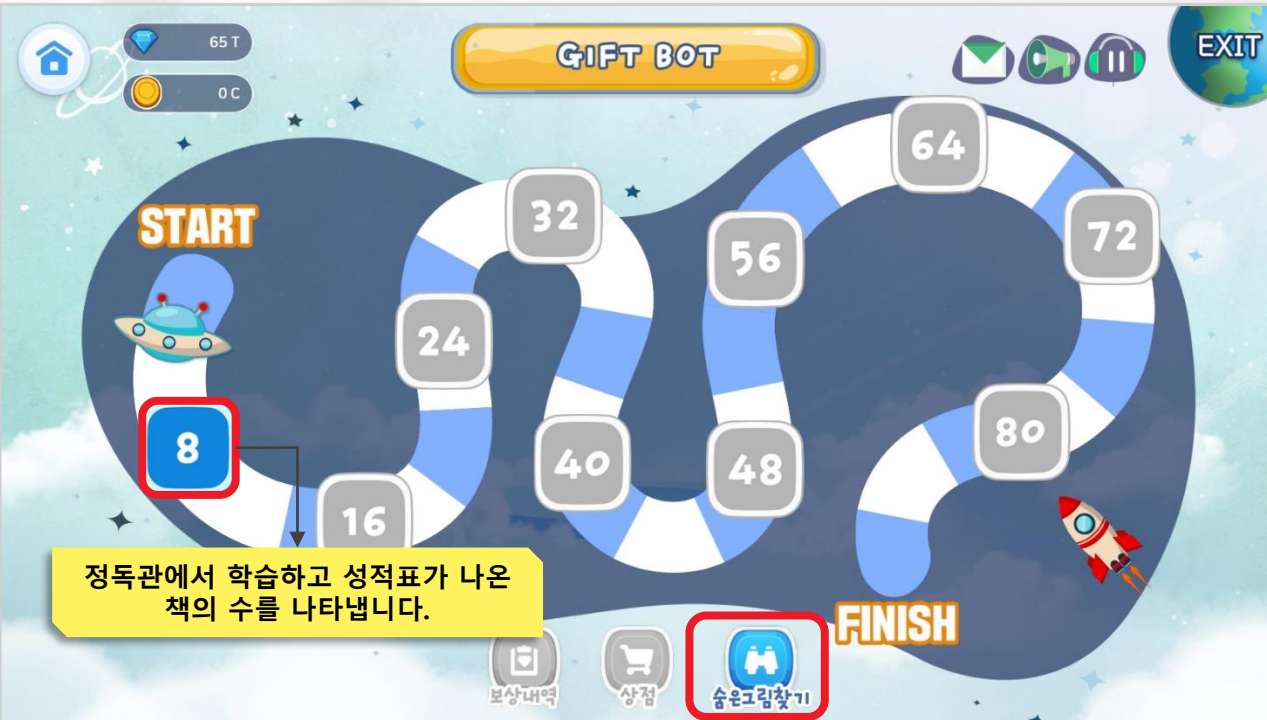 65 T
0 C
GIFT BOT
EXIT
START
64
32
72
56
24
8
80
40
48
16
정독관에서 학습하고 성적표가 나온
책의 수를 나타냅니다.
FINISH
보상내역
상점
숨은그림찾기